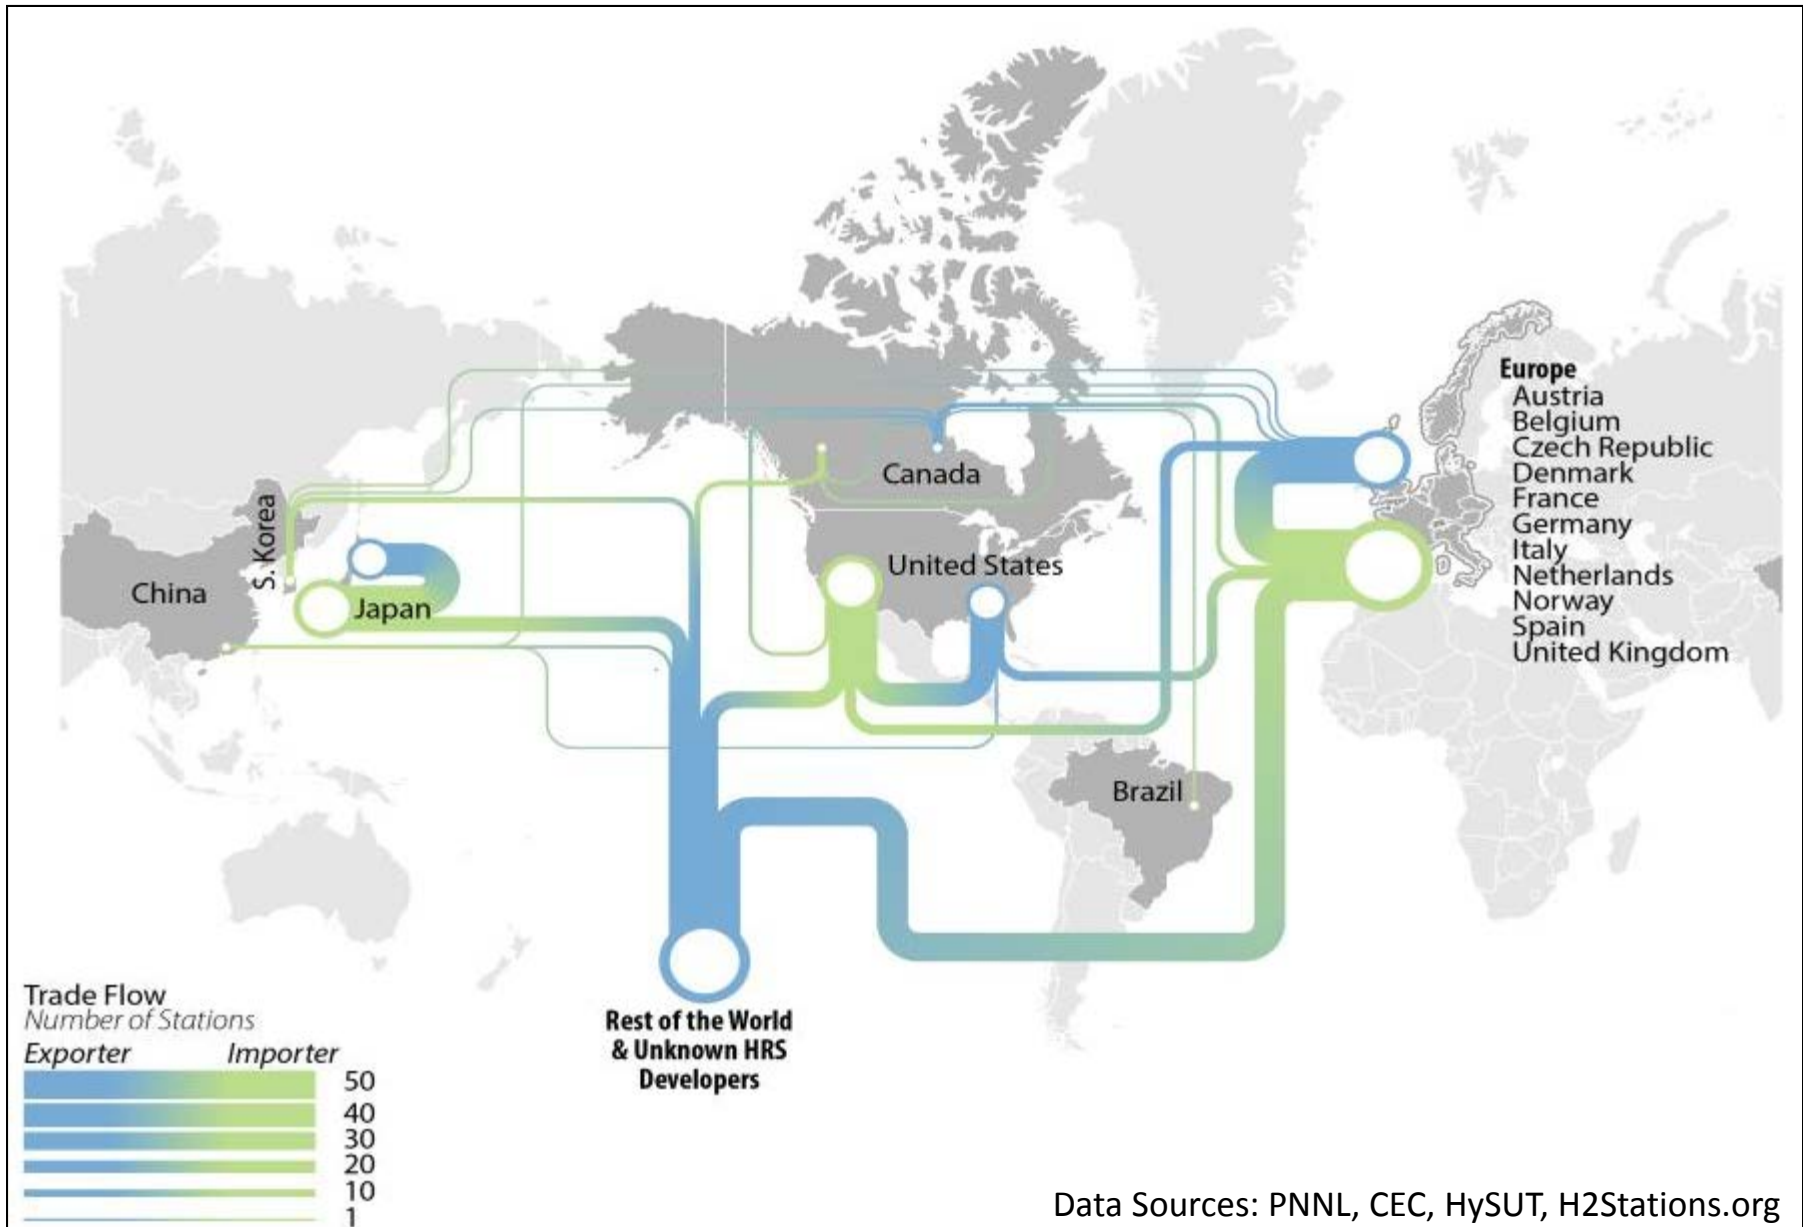 Europe
Austria
Belgium
Czech Republic
Denmark
France
Germany
Italy
Netherlands
Norway
Spain
United Kingdom
Canada
S. Korea
United States
China
Japan
Brazil
Rest of the World
& Unknown HRS
Developers
Trade Flow
Number of Stations
Exporter Importer
50
40
30
20
10
1
Data Sources: PNNL, CEC, HySUT, H2Stations.org